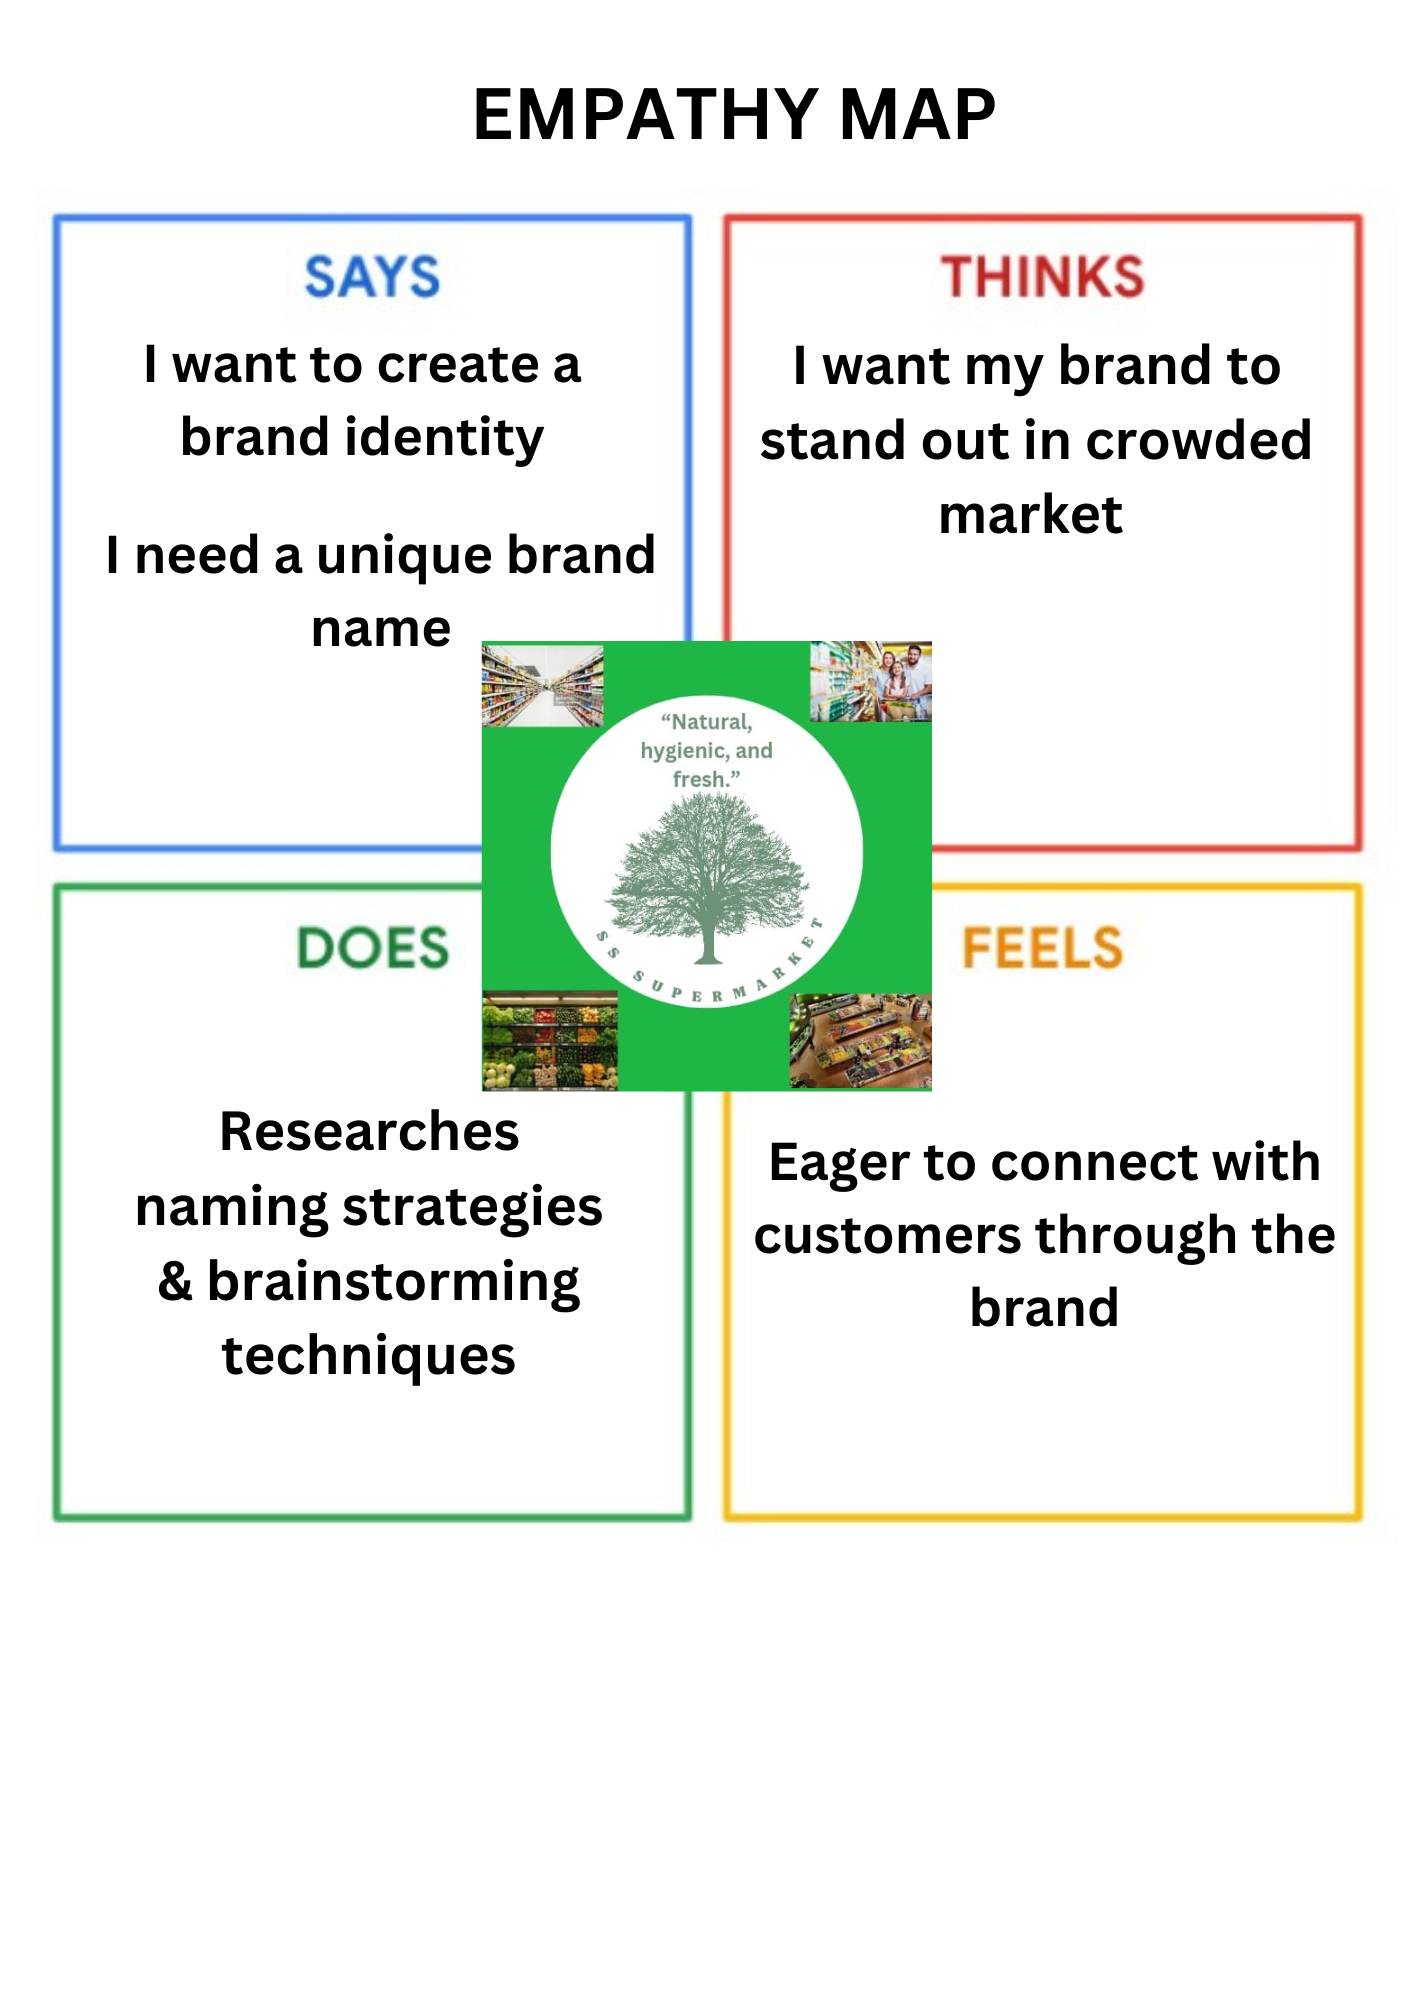 EMPATHY MAP
SAYS
I want to create a
brand identity
I need a unique brand
name
THINKS
I want my brand to
stand out in crowded
market
“Natural,
hygienic, and
fresh.”
SS SUPERMARKET
DOES
Researches
naming strategies
& brainstorming
techniques
FEELS
Eager to connect with
customers through the
brand